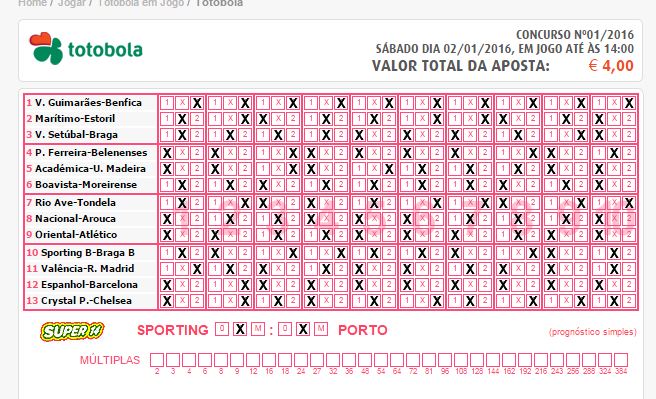 Home / Jogar / Totobola em Jogo / Totobola
totobola
CONCURSO Nº01/2016
SÁBADO DIA 02/01/2016, EM JOGO ATÉ ÀS 14:00
VALOR TOTAL DA APOSTA: € 4,00
1 V. Guimarães-Benfica
2 Marítimo-Estoril
3 V. Setúbal-Braga
4 P. Ferreira-Belenenses
5 Académica-U. Madeira
6 Boavista-Moreirense
7 Rio Ave-Tondela
8 Nacional-Arouca
9 Oriental-Atlético
10 Sporting B-Braga B
11 Valência-R. Madrid
12 Espanhol-Barcelona
13 Crystal P.-Chelsea
SUPER 14 SPORTING 0 X M : 0 X M PORTO (prognóstico simples)
MÚLTIPLAS
2 3 4 6 8 9 12 16 18 24 27 32 36 48 54 64 72 81 96 108 128 144 162 192 216 243 256 288 324 384